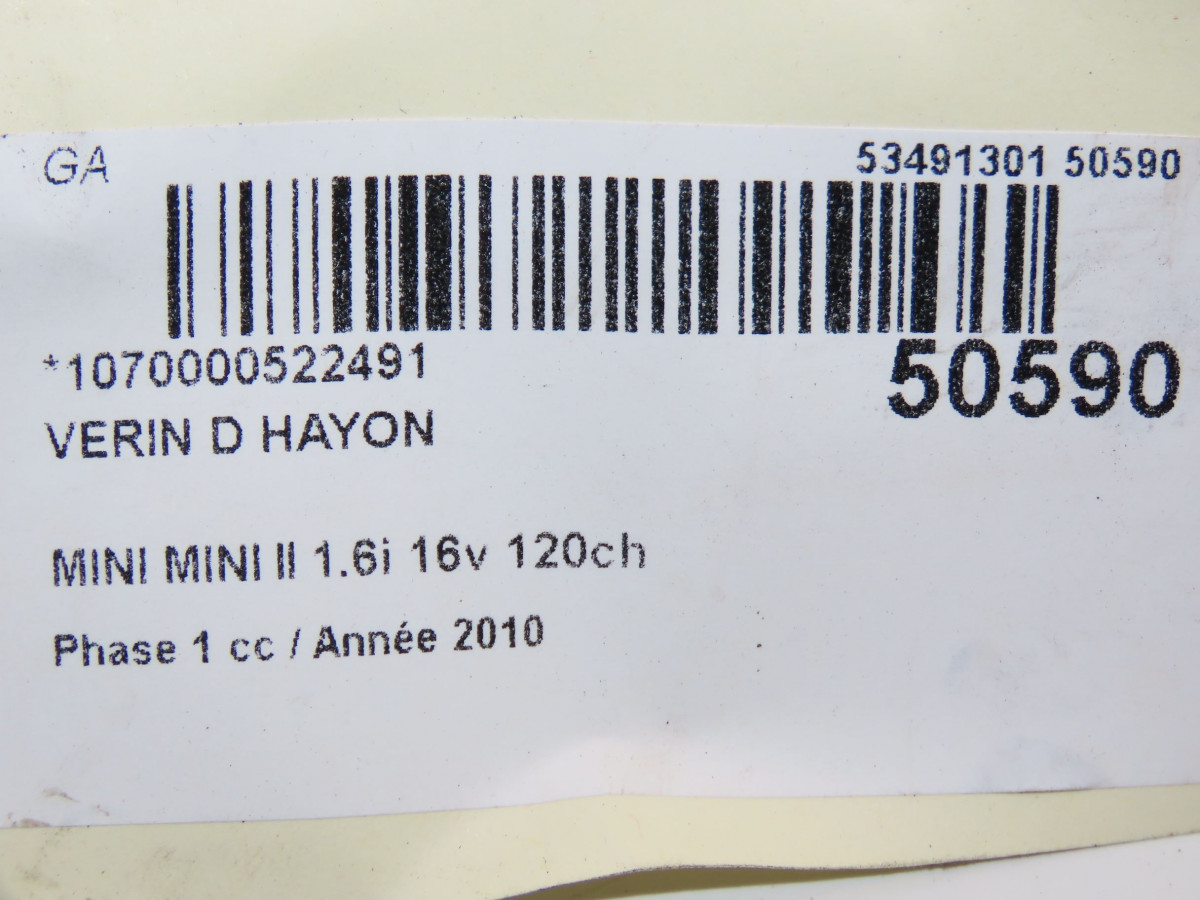 GA
53491301 50590
*1070000522491
50590
VERIN D HAYON
MINI MINI II 1.6i 16v 120ch
Phase 1 cc / Année 2010